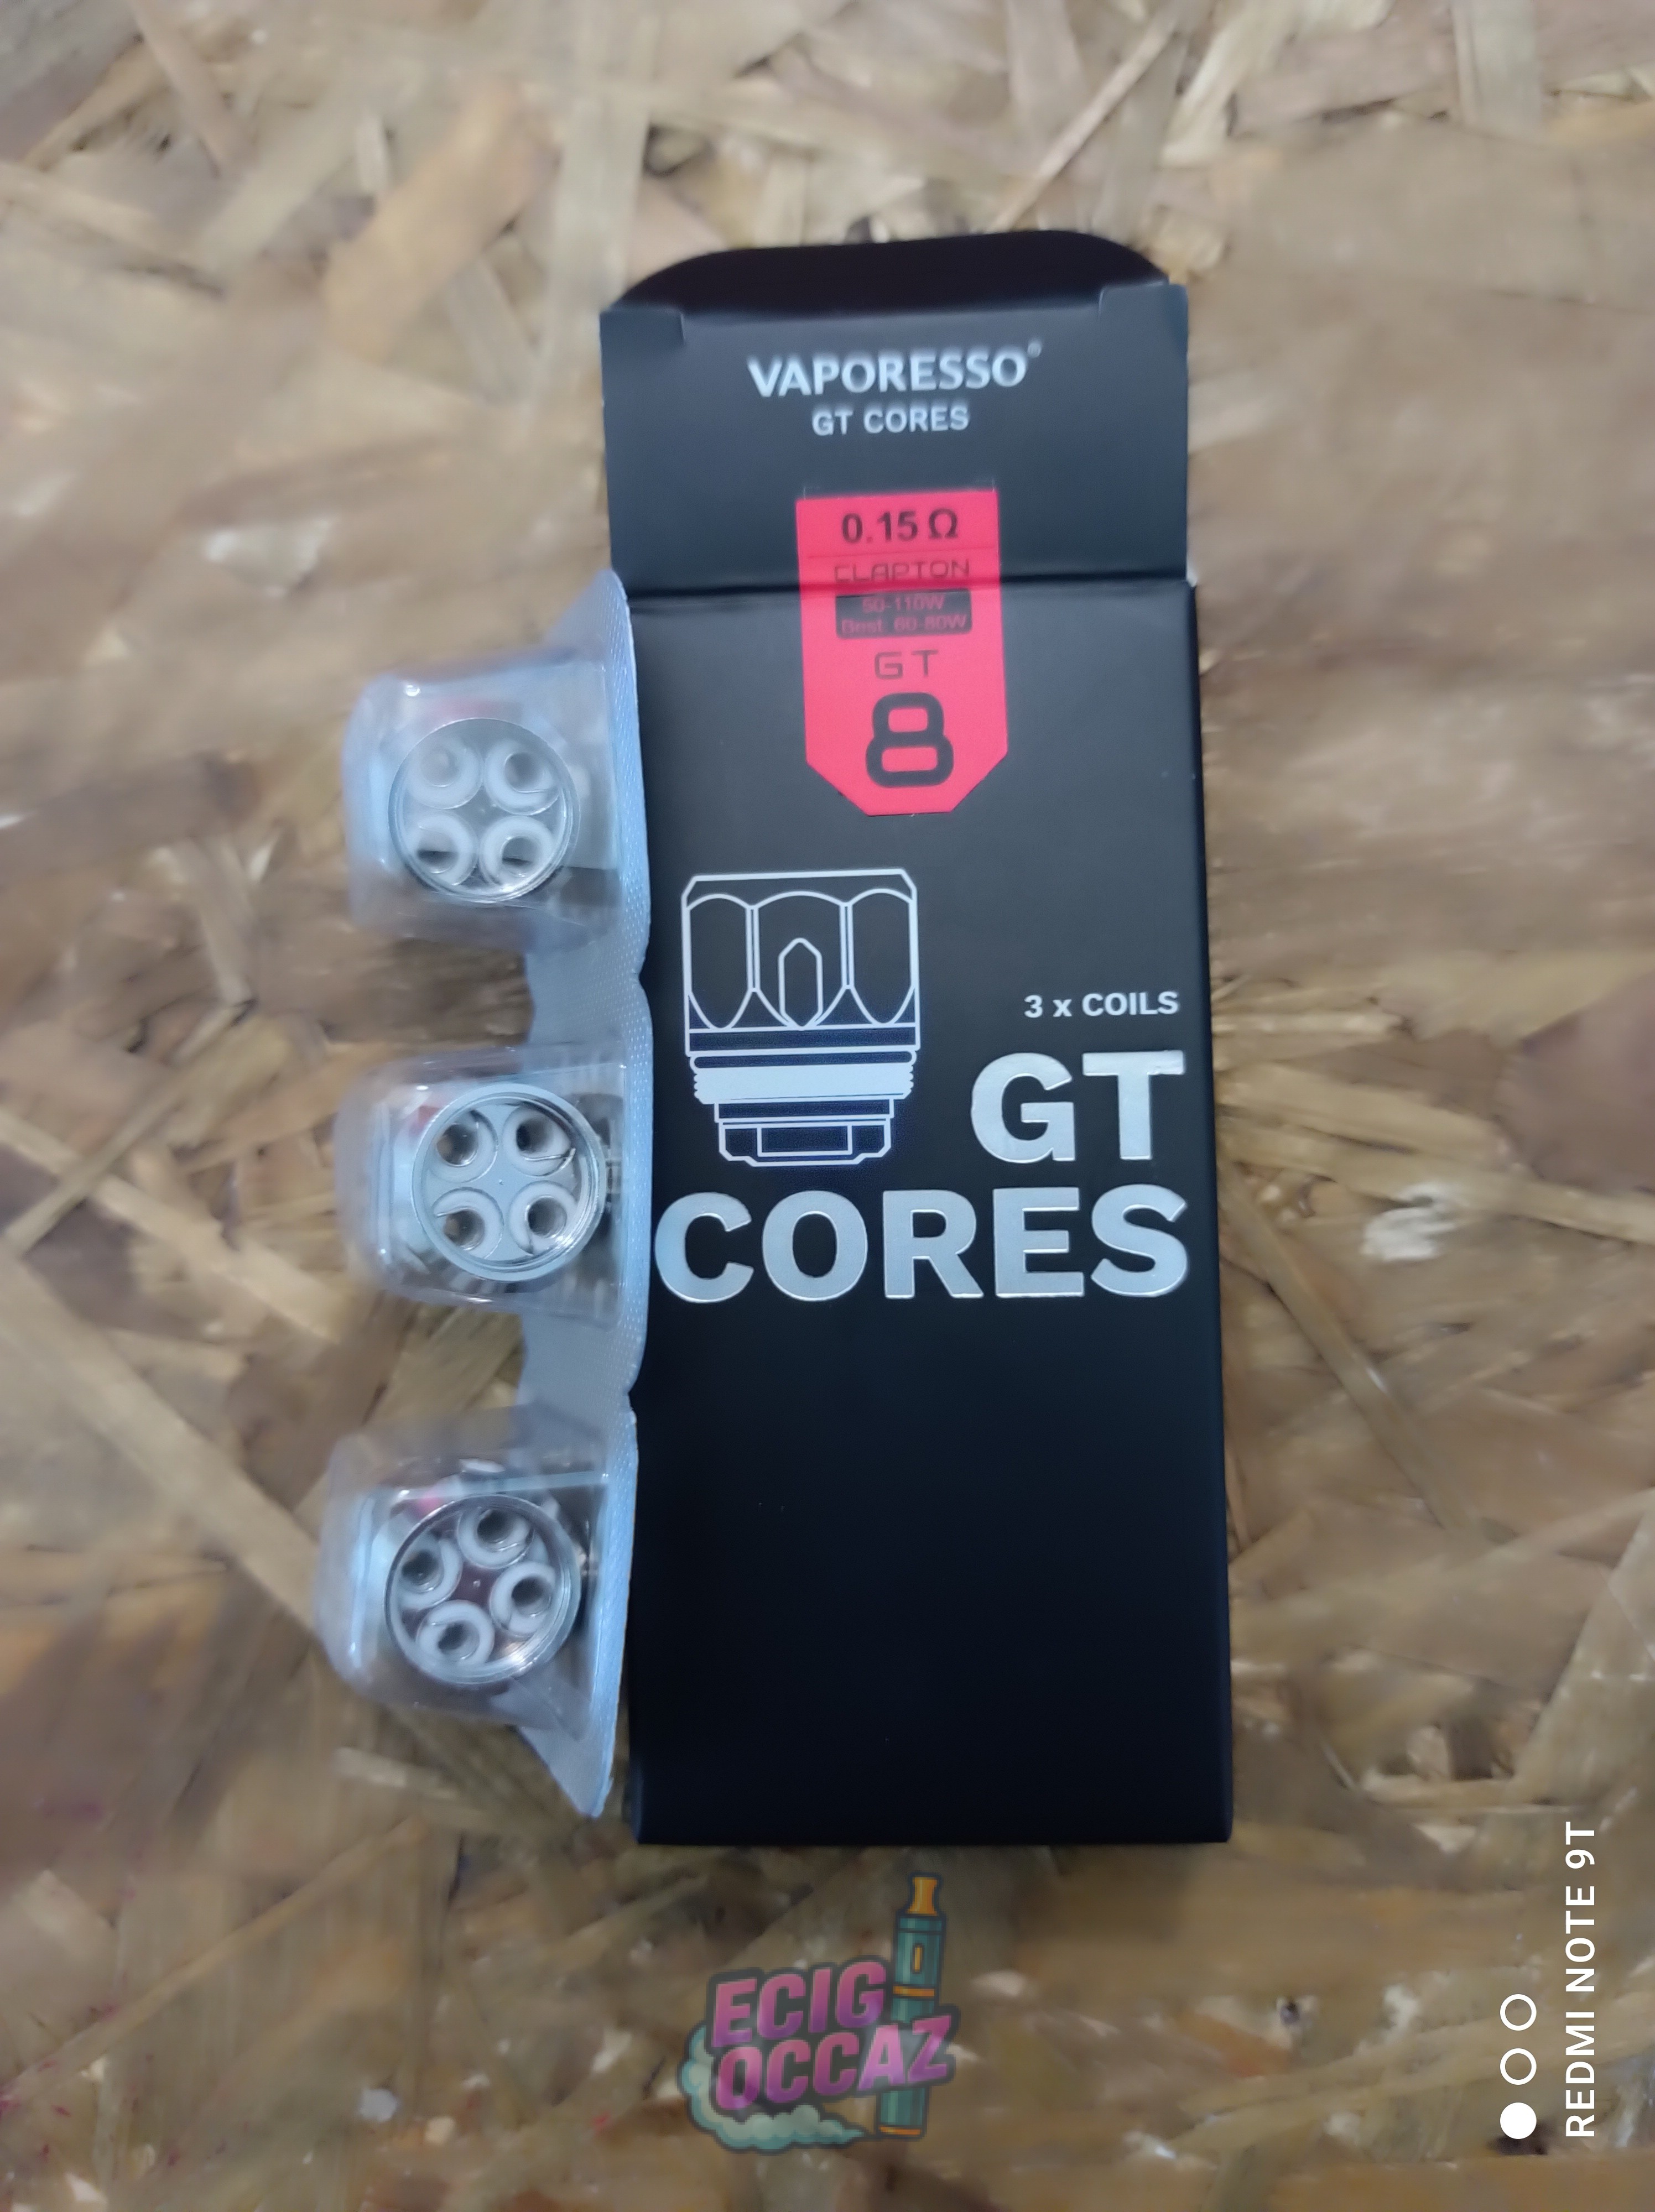 VAPORESSO®
GT CORES
0.15 Ω
CLAPTON
50-110W
Best: 60-80W
GT
8
3 x COILS
GT
CORES
ECIG
OCCAZ
REDMI NOTE 9T